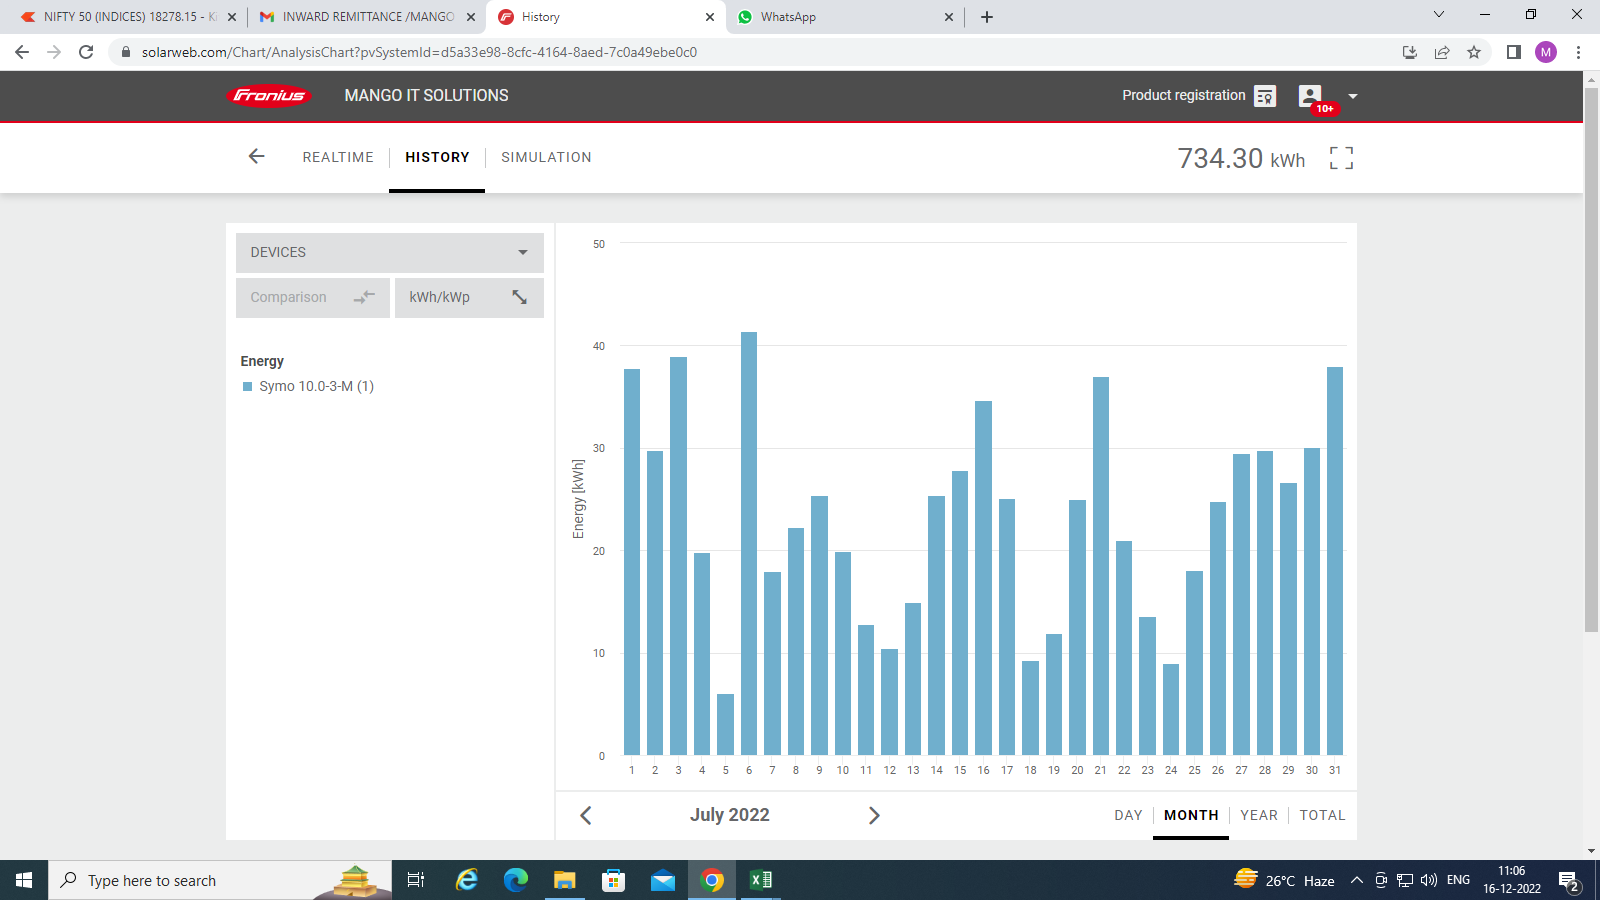 NIFTY 50 (INDICES) 18278.15 - Ki
INWARD REMITTANCE /MANGO
History
WhatsApp
solarweb.com/Chart/AnalysisChart?pvSystemId=d5a33e98-8cfc-4164-8aed-7c0a49ebe0c0
M
Fronius
MANGO IT SOLUTIONS
Product registration
10+
REALTIME
HISTORY
SIMULATION
734.30 kWh
DEVICES
Comparison
kWh/kWp
Energy
Symo 10.0-3-M (1)
Energy [kWh]
50
40
30
20
10
0
1 2 3 4 5 6 7 8 9 10 11 12 13 14 15 16 17 18 19 20 21 22 23 24 25 26 27 28 29 30 31
July 2022
DAY
MONTH
YEAR
TOTAL
Type here to search
26°C Haze
ENG
11:06
16-12-2022
2